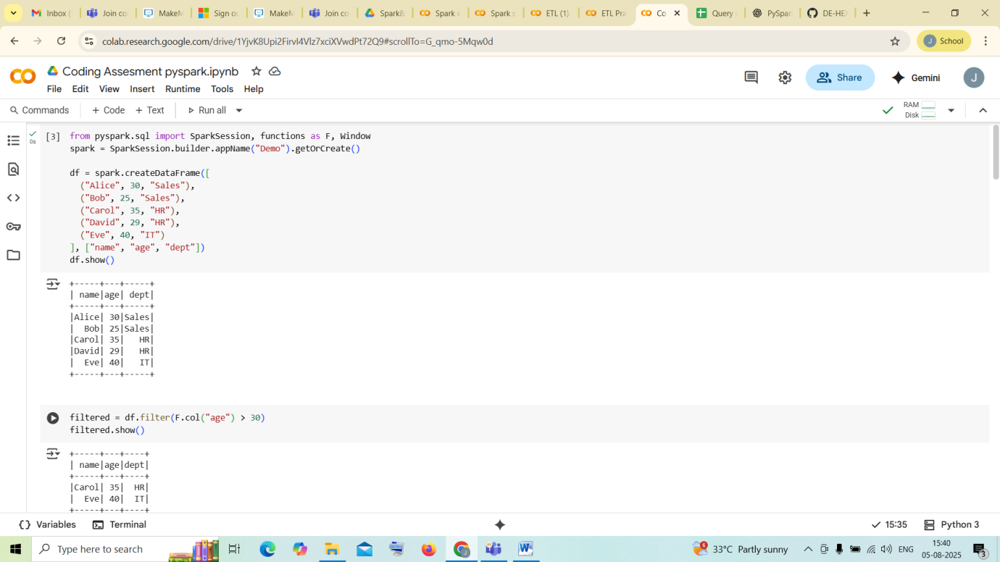 Inbox (
Join co
MakeM
Sign ou
MakeM
Join co
Spark&
Spark s
Spark s
ETL (1).
ETL Pra
Co
Query
PySpar
DE-HEX
colab.research.google.com/drive/1YjvK8Upi2FirvI4Vlz7xciXVwdPt72Q9#scrollTo=G_qmo-5Mqw0d
J School
Coding Assesment pyspark.ipynb
Share
Gemini
J
File Edit View Insert Runtime Tools Help
Commands + Code + Text Run all
RAM
Disk
[3] from pyspark.sql import SparkSession, functions as F, Window
0s
spark = SparkSession.builder.appName("Demo").getOrCreate()
df = spark.createDataFrame([
("Alice", 30, "Sales"),
("Bob", 25, "Sales"),
("Carol", 35, "HR"),
("David", 29, "HR"),
("Eve", 40, "IT")
], ["name", "age", "dept"])
df.show()
+-----+---+-----+
| name|age| dept|
+-----+---+-----+
|Alice| 30|Sales|
|  Bob| 25|Sales|
|Carol| 35|   HR|
|David| 29|   HR|
|  Eve| 40|   IT|
+-----+---+-----+
filtered = df.filter(F.col("age") > 30)
filtered.show()
+-----+---+----+
| name|age|dept|
+-----+---+----+
|Carol| 35|  HR|
|  Eve| 40|  IT|
+-----+---+----+
{} Variables Terminal
15:35 Python 3
Type here to search
6
33°C Partly sunny
ENG
15:40
05-08-2025
3